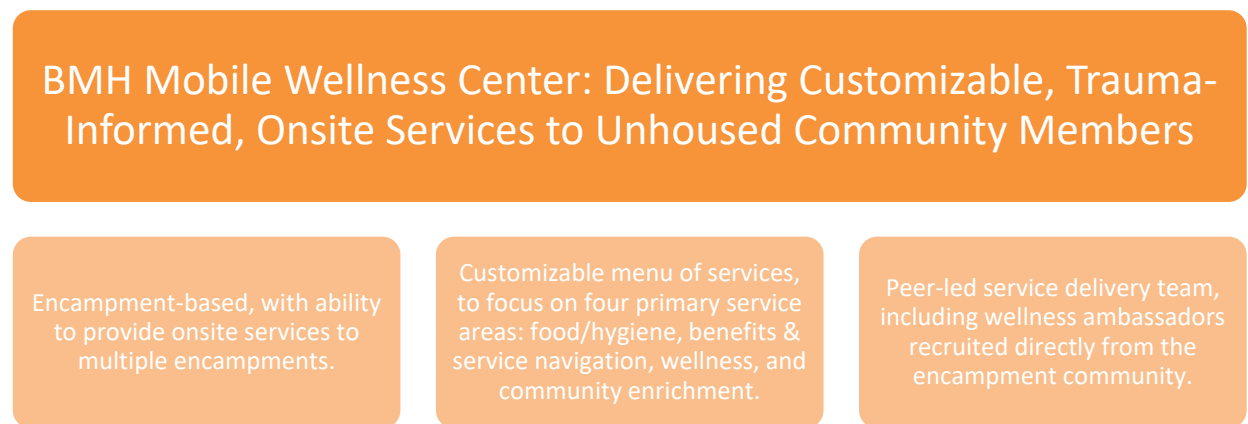 BMH Mobile Wellness Center: Delivering Customizable, Trauma-
Informed, Onsite Services to Unhoused Community Members
Encampment-based, with ability
to provide onsite services to
multiple encampments.
Customizable menu of services,
to focus on four primary service
areas: food/hygiene, benefits &
service navigation, wellness, and
community enrichment.
Peer-led service delivery team,
including wellness ambassadors
recruited directly from the
encampment community.